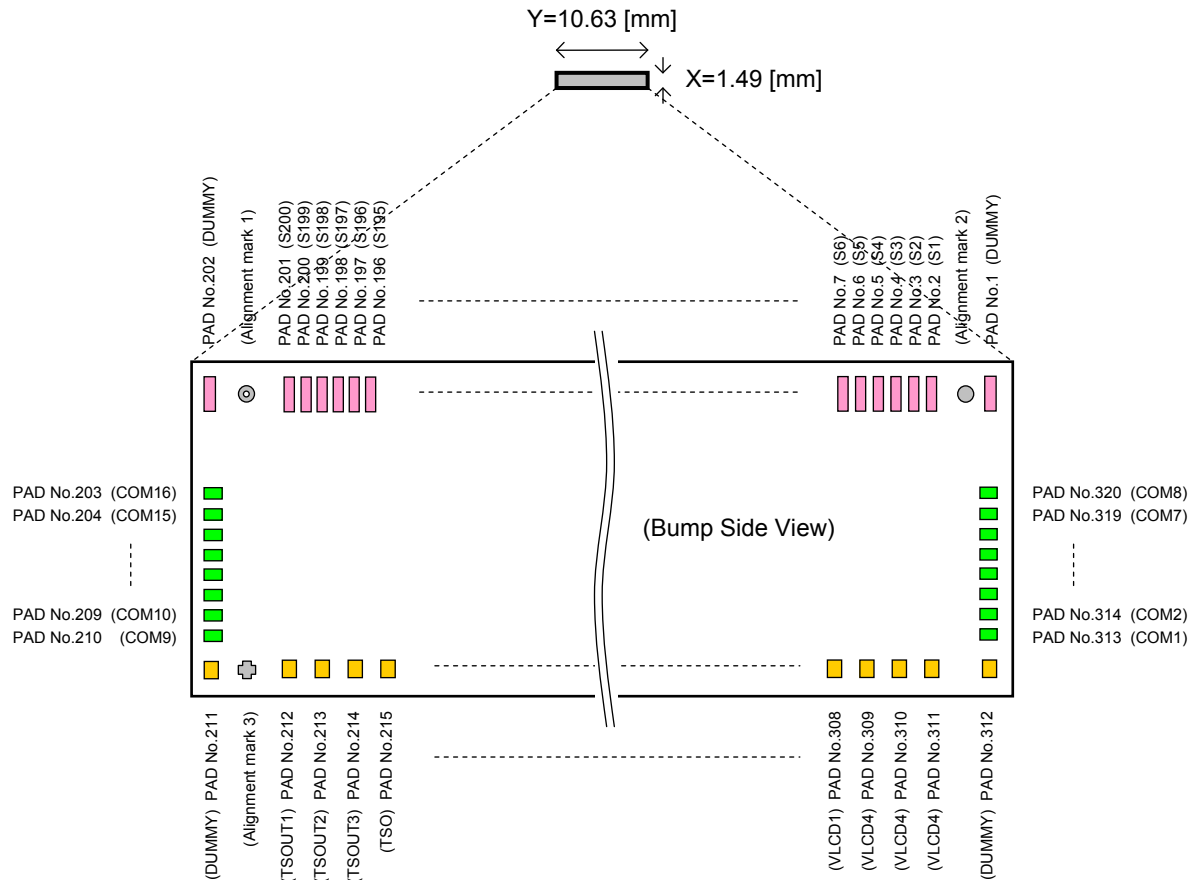 Y=10.63 [mm]
X=1.49 [mm]
PAD No.202 (DUMMY)
(Alignment mark 1)
PAD No.201 (S200)
PAD No.200 (S199)
PAD No.199 (S198)
PAD No.198 (S197)
PAD No.197 (S196)
PAD No.196 (S195)
PAD No.7 (S6)
PAD No.6 (S5)
PAD No.5 (S4)
PAD No.4 (S3)
PAD No.3 (S2)
PAD No.2 (S1)
(Alignment mark 2)
PAD No.1 (DUMMY)
PAD No.203 (COM16)
PAD No.204 (COM15)
PAD No.209 (COM10)
PAD No.210 (COM9)
(Bump Side View)
PAD No.320 (COM8)
PAD No.319 (COM7)
PAD No.314 (COM2)
PAD No.313 (COM1)
(DUMMY) PAD No.211
(Alignment mark 3)
(TSOUT1) PAD No.212
(TSOUT2) PAD No.213
(TSOUT3) PAD No.214
(TSO) PAD No.215
(VLCD1) PAD No.308
(VLCD4) PAD No.309
(VLCD4) PAD No.310
(VLCD4) PAD No.311
(DUMMY) PAD No.312